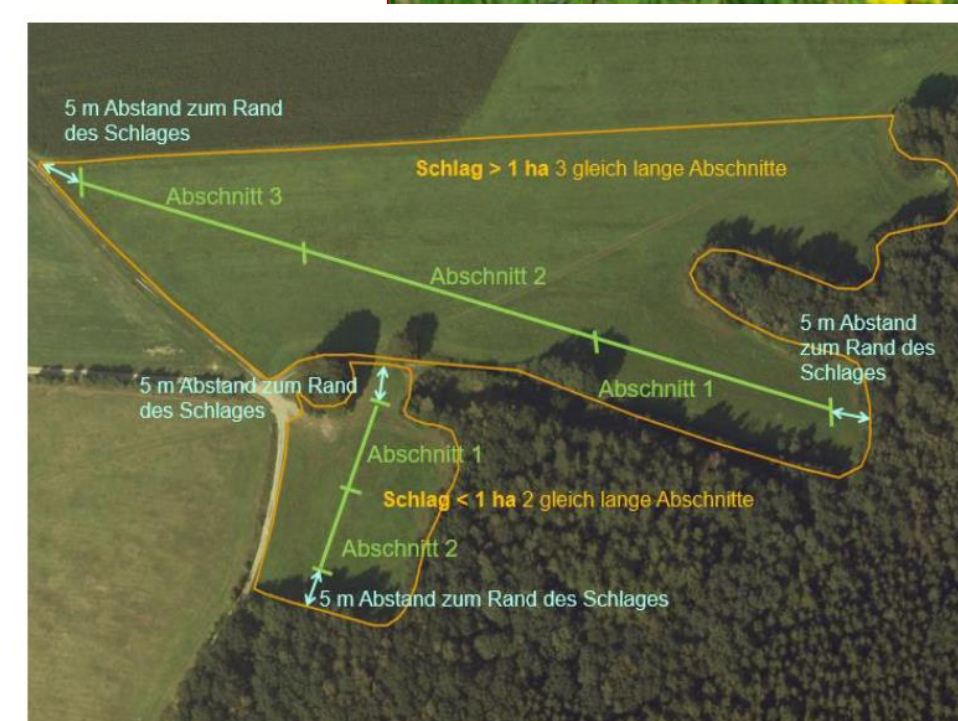 5 m Abstand zum Rand
des Schlages
Schlag > 1 ha 3 gleich lange Abschnitte
Abschnitt 3
Abschnitt 2
5 m Abstand
zum Rand des
Schlages
5 m Abstand zum Rand
des Schlages
Abschnitt 1
Abschnitt 1
Schlag < 1 ha 2 gleich lange Abschnitte
Abschnitt 2
5 m Abstand zum Rand des Schlages